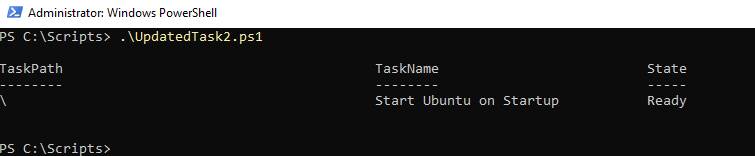 Administrator: Windows PowerShell
PS C:\Scripts> .\UpdatedTask2.ps1
TaskPath TaskName State
-------- -------- -----
\ Start Ubuntu on Startup Ready
PS C:\Scripts>